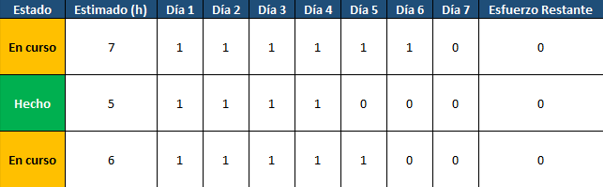 Estado Estimado (h) Día 1 Día 2 Día 3 Día 4 Día 5 Día 6 Día 7 Esfuerzo Restante
En curso 7 1 1 1 1 1 1 0 0
Hecho 5 1 1 1 1 0 0 0 0
En curso 6 1 1 1 1 1 0 0 0